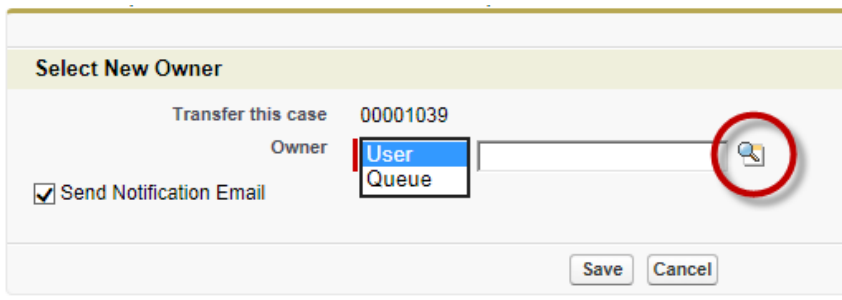 Select New Owner
Transfer this case 00001039
Owner User
Queue
Send Notification Email
Save Cancel